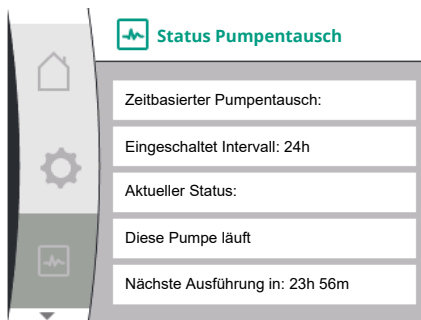 Status Pumpentausch
Zeitbasierter Pumpentausch:
Eingeschaltet Intervall: 24h
Aktueller Status:
Diese Pumpe läuft
Nächste Ausführung in: 23h 56m